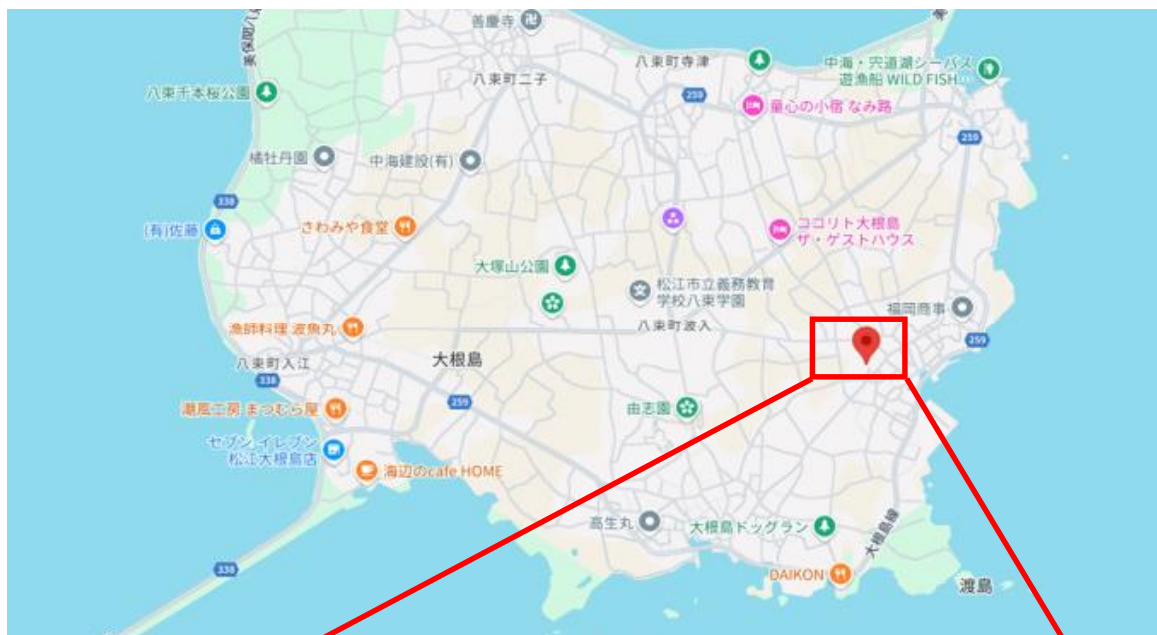 善慶寺
八束町寺津
中海・宍道湖シーバス
遊漁船 WILD FISH…
八束町二子
八束千本桜公園
259
童心の小宿 なみ路
259
橘牡丹園
中海建設(有)
338
(有)佐藤
さわみや食堂
ココリト大根島
ザ・ゲストハウス
大塚山公園
松江市立義務教育
学校八束学園
福岡商事
漁師料理 波魚丸
八束町波入
259
八束町入江
大根島
338
259
由志園
潮風工房 まつむら屋
セブン-イレブン
松江大根島店
海辺のcafe HOME
高生丸
大根島ドッグラン
大根島線
338
DAIKON
渡島